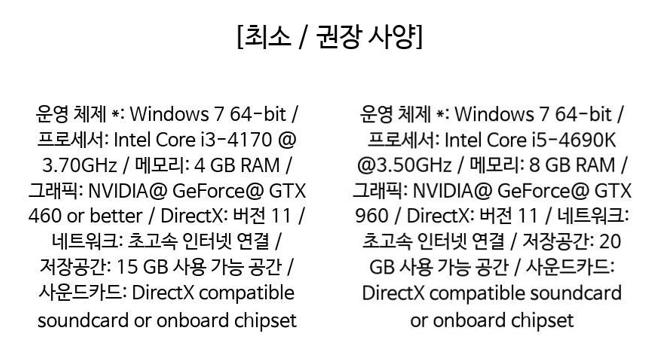 [최소 / 권장 사양]
운영 체제 *: Windows 7 64-bit /
프로세서: Intel Core i3-4170 @
3.70GHz / 메모리: 4 GB RAM /
그래픽: NVIDIA@ GeForce@ GTX
460 or better / DirectX: 버전 11 /
네트워크: 초고속 인터넷 연결 /
저장공간: 15 GB 사용 가능 공간 /
사운드카드: DirectX compatible
soundcard or onboard chipset
운영 체제 *: Windows 7 64-bit /
프로세서: Intel Core i5-4690K
@3.50GHz / 메모리: 8 GB RAM /
그래픽: NVIDIA@ GeForce@ GTX
960 / DirectX: 버전 11 / 네트워크:
초고속 인터넷 연결 / 저장공간: 20
GB 사용 가능 공간 / 사운드카드:
DirectX compatible soundcard
or onboard chipset